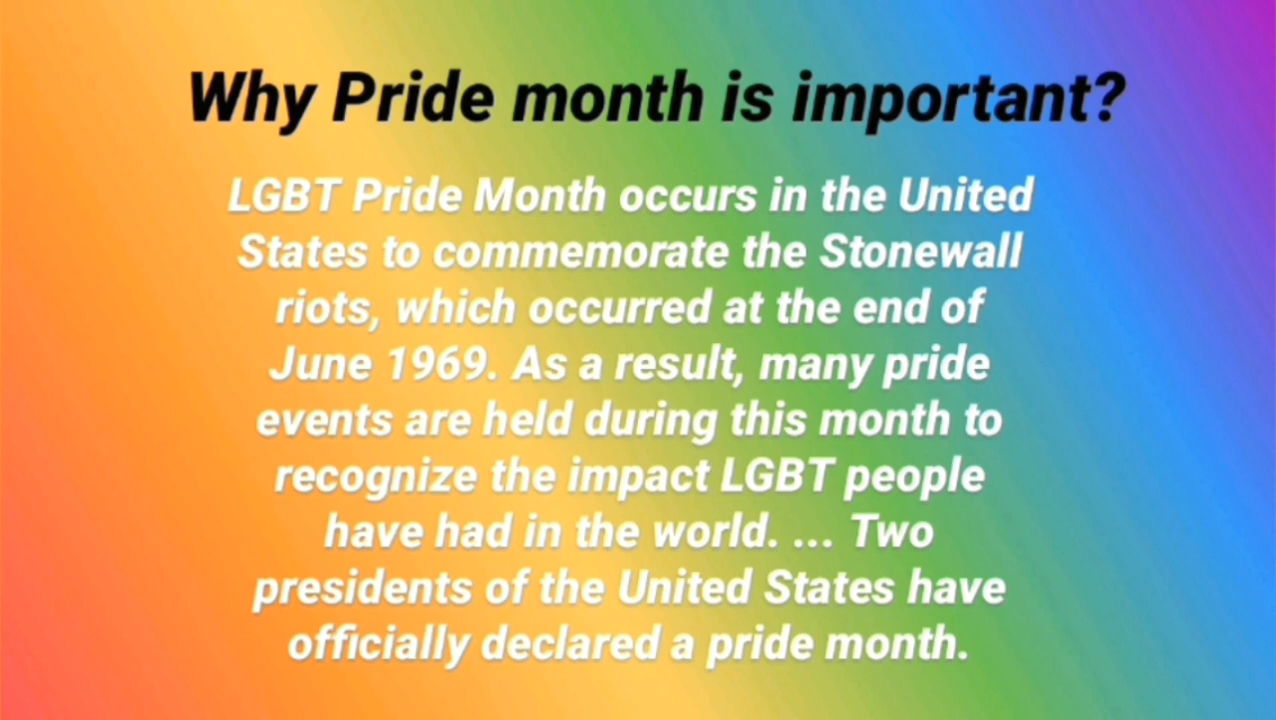 Why Pride month is important?
LGBT Pride Month occurs in the United
States to commemorate the Stonewall
riots, which occurred at the end of
June 1969. As a result, many pride
events are held during this month to
recognize the impact LGBT people
have had in the world. ... Two
presidents of the United States have
officially declared a pride month.